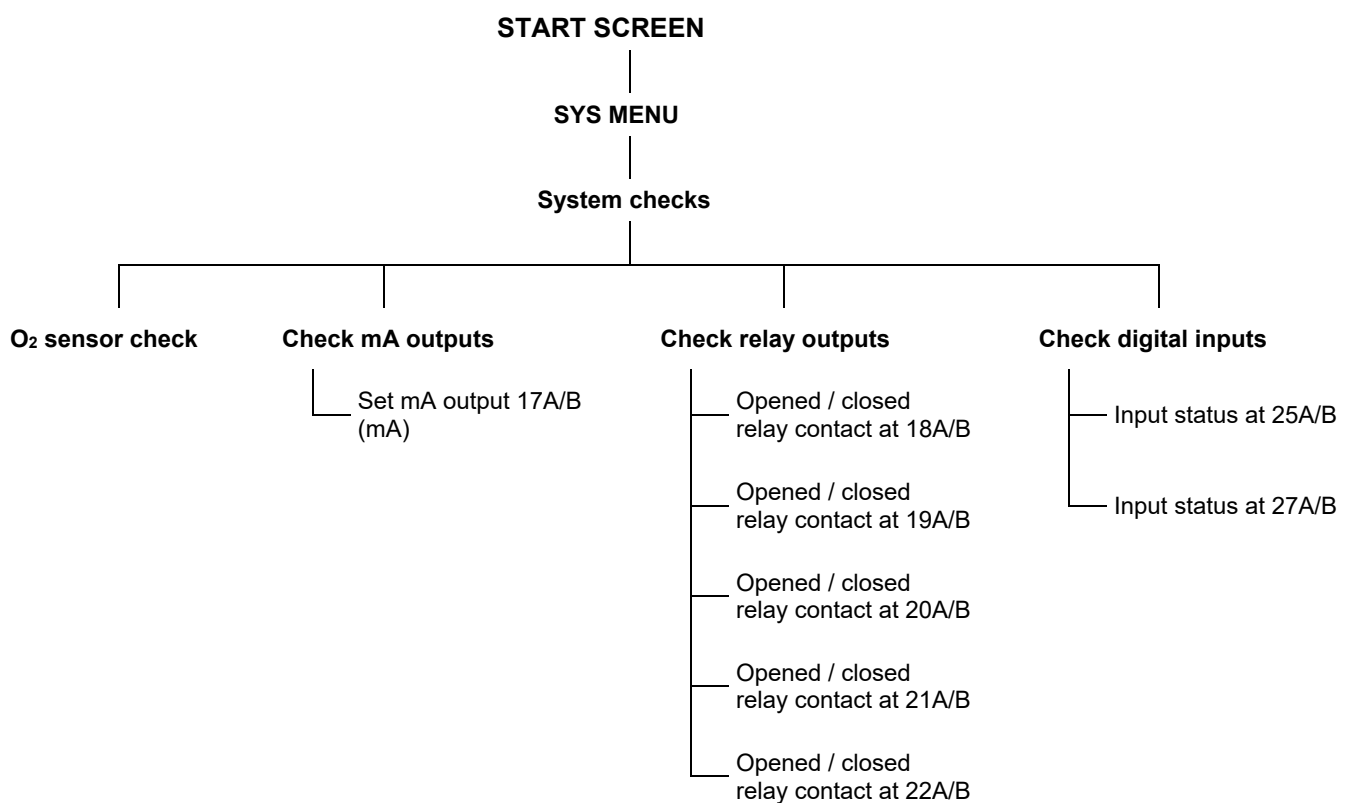 START SCREEN
SYS MENU
System checks
O₂ sensor check
Check mA outputs
Set mA output 17A/B
(mA)
Check relay outputs
Opened / closed
relay contact at 18A/B
Opened / closed
relay contact at 19A/B
Opened / closed
relay contact at 20A/B
Opened / closed
relay contact at 21A/B
Opened / closed
relay contact at 22A/B
Check digital inputs
Input status at 25A/B
Input status at 27A/B